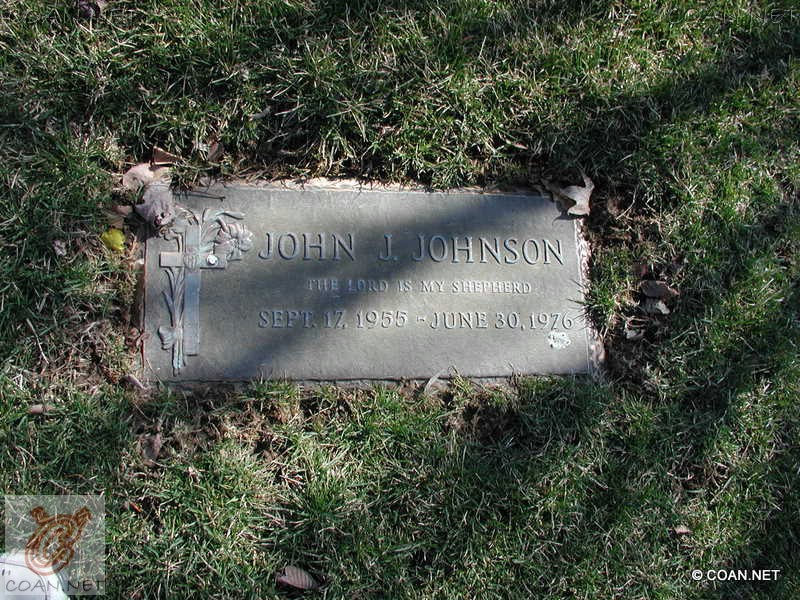 JOHN J. JOHNSON
THE LORD IS MY SHEPHERD
SEPT. 17, 1955 - JUNE 30, 1976
COAN.NET
© COAN.NET